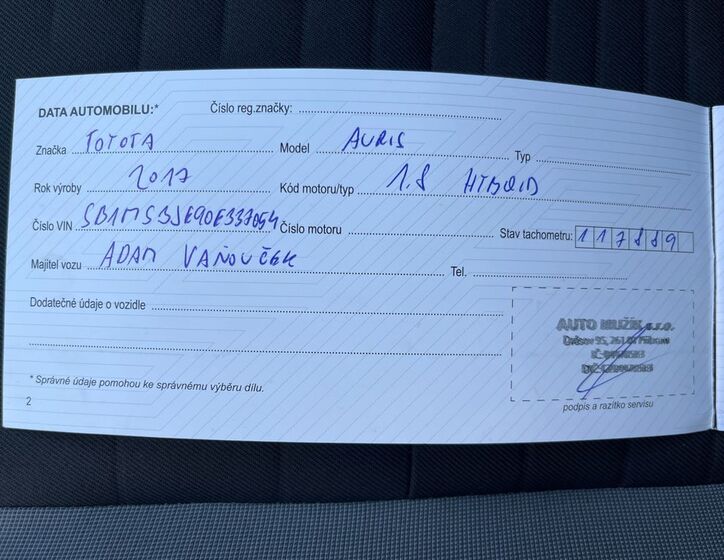 DATA AUTOMOBILU:* Číslo reg.značky:
Značka TOYOTA Model AURIS Typ
Rok výroby 2017 Kód motoru/typ 1.8 HYBRID
Číslo VIN SB1MS3JE90E337054 Číslo motoru Stav tachometru: 117889
Majitel vozu ADAM VAŇOUČEK Tel.
Dodatečné údaje o vozidle
AUTO MUŽÍK s.r.o.
* Správné údaje pomohou ke správnému výběru dílu.
podpis a razítko servisu
2